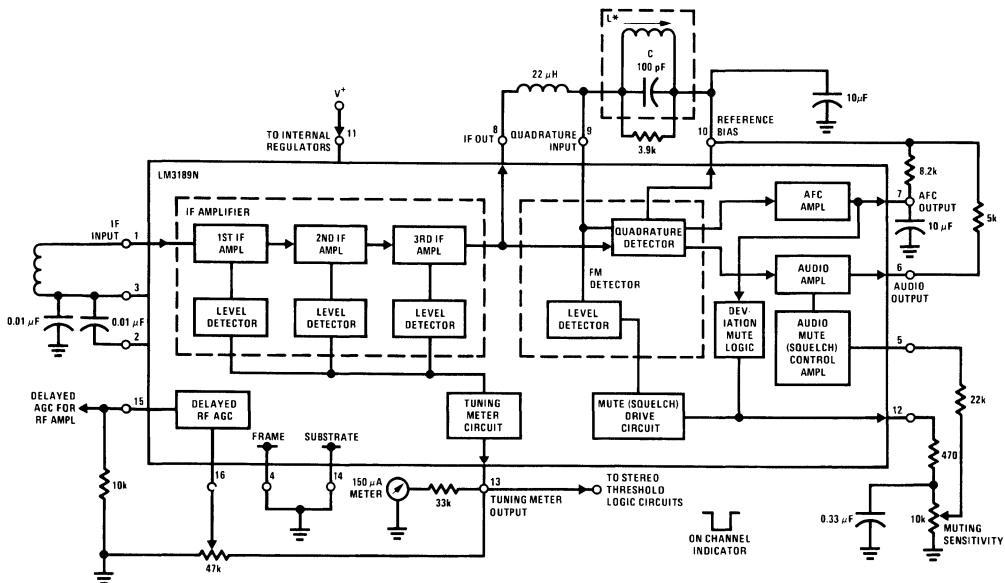 L*
C
100 pF
22 μH
3.9k
10μF
V+
11
TO INTERNAL
REGULATORS
8
IF OUT
QUADRATURE
INPUT
9
10
REFERENCE
BIAS
LM3189N
8.2k
7
AFC
OUTPUT
10 μF
5k
IF
INPUT
1
IF AMPLIFIER
1ST IF
AMPL
2ND IF
AMPL
3RD IF
AMPL
QUADRATURE
DETECTOR
AFC
AMPL
FM
DETECTOR
AUDIO
AMPL
6
AUDIO
OUTPUT
3
0.01 μF
0.01 μF
2
LEVEL
DETECTOR
LEVEL
DETECTOR
LEVEL
DETECTOR
LEVEL
DETECTOR
DEV-
IATION
MUTE
LOGIC
AUDIO
MUTE
(SQUELCH)
CONTROL
AMPL
5
22k
DELAYED
AGC FOR
RF AMPL
15
DELAYED
RF AGC
TUNING
METER
CIRCUIT
MUTE (SQUELCH)
DRIVE
CIRCUIT
12
FRAME
SUBSTRATE
470
10k
16
4
14
150 μA
METER
33k
13
TUNING METER
OUTPUT
TO STEREO
THRESHOLD
LOGIC CIRCUITS
0.33 μF
10k
MUTING
SENSITIVITY
ON CHANNEL
INDICATOR
47k